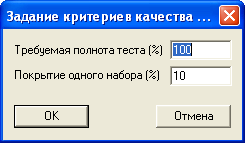 Задание критериев качества ...
Требуемая полнота теста (%) 100
Покрытие одного набора (%) 10
OK Отмена